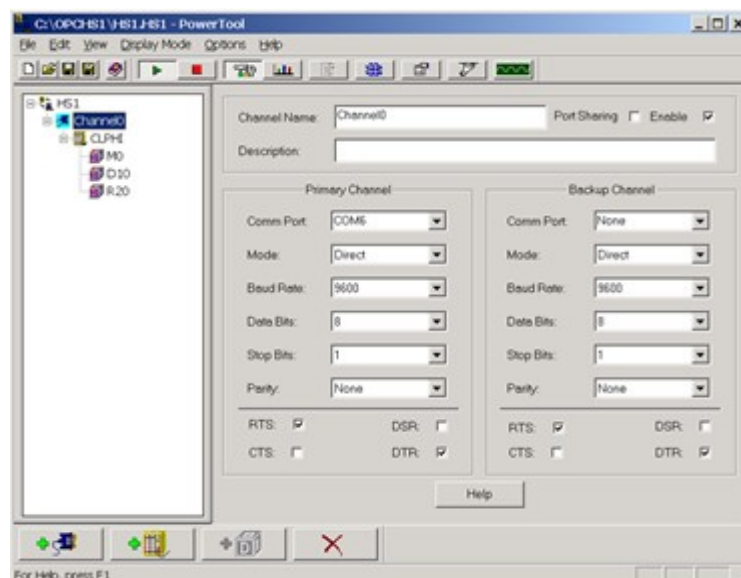 C:\OPCHS1\HS1.HS1 - PowerTool
File Edit View Display Mode Options Help
HS1
Channel0
CLPHI
M0
D10
R20
Channel Name: Channel0 Port Sharing Enable
Description:
Primary Channel
Comm Port: COM6
Mode: Direct
Baud Rate: 9600
Data Bits: 8
Stop Bits: 1
Parity: None
RTS: DSR:
CTS: DTR:
Backup Channel
Comm Port: None
Mode: Direct
Baud Rate: 9600
Data Bits: 8
Stop Bits: 1
Parity: None
RTS: DSR:
CTS: DTR:
Help
For Help, press F1